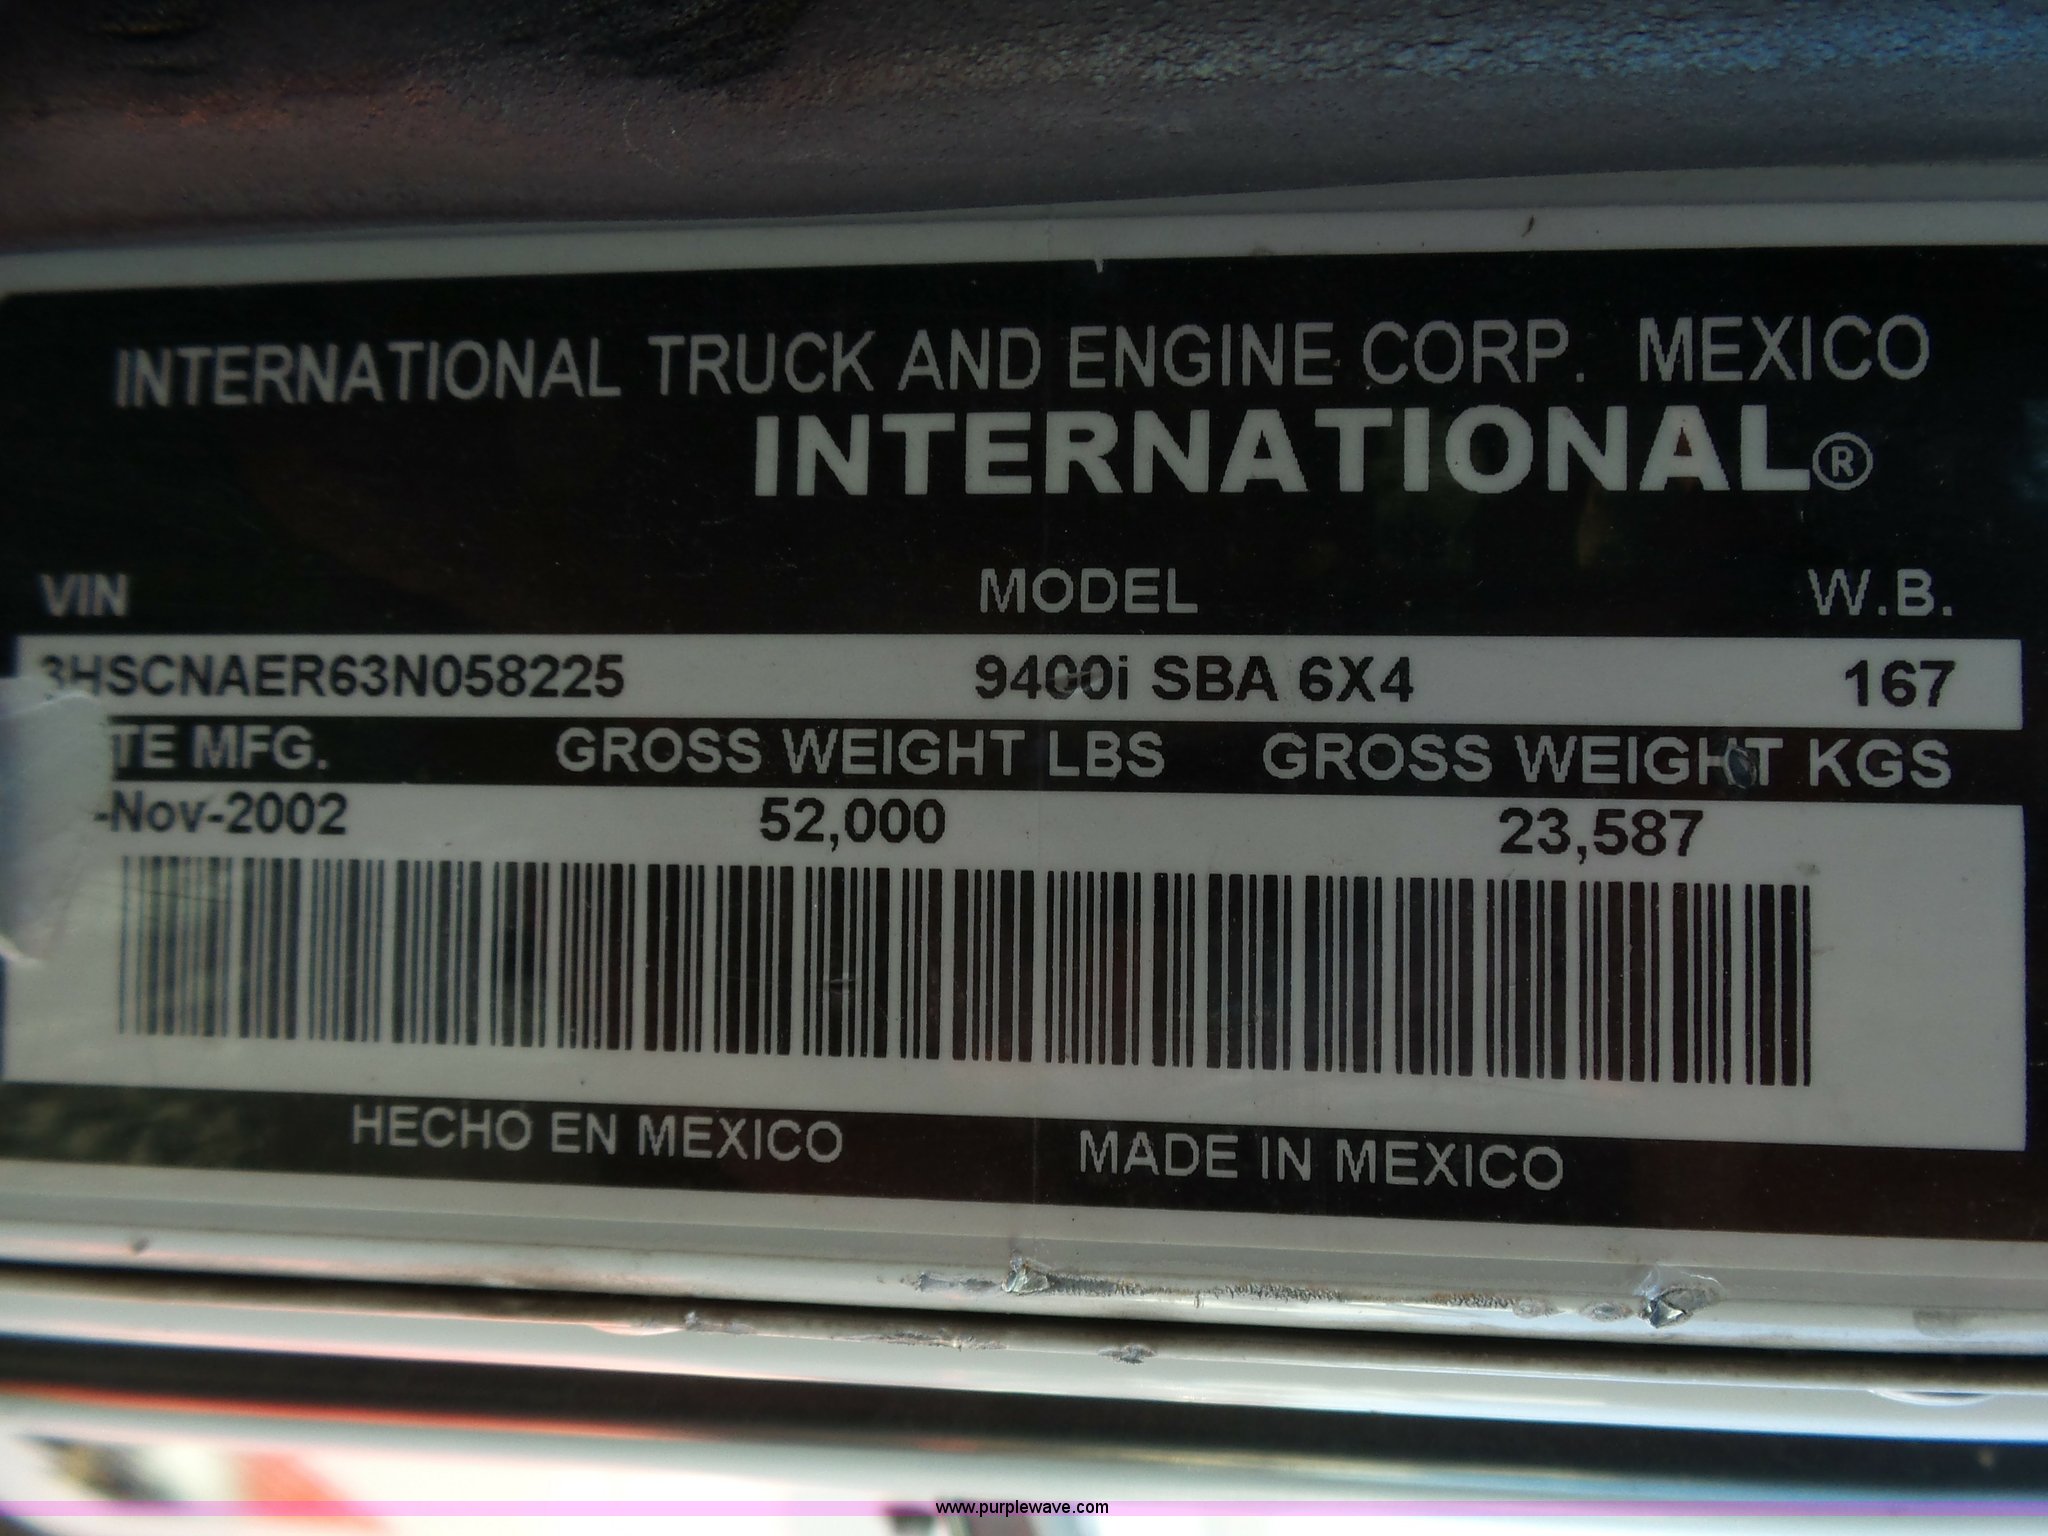 INTERNATIONAL TRUCK AND ENGINE CORP. MEXICO
INTERNATIONAL®
VIN MODEL W.B.
3HSCNAER63N058225 9400i SBA 6X4 167
TE MFG. GROSS WEIGHT LBS GROSS WEIGHT KGS
-Nov-2002 52,000 23,587
HECHO EN MEXICO MADE IN MEXICO
www.purplewave.com